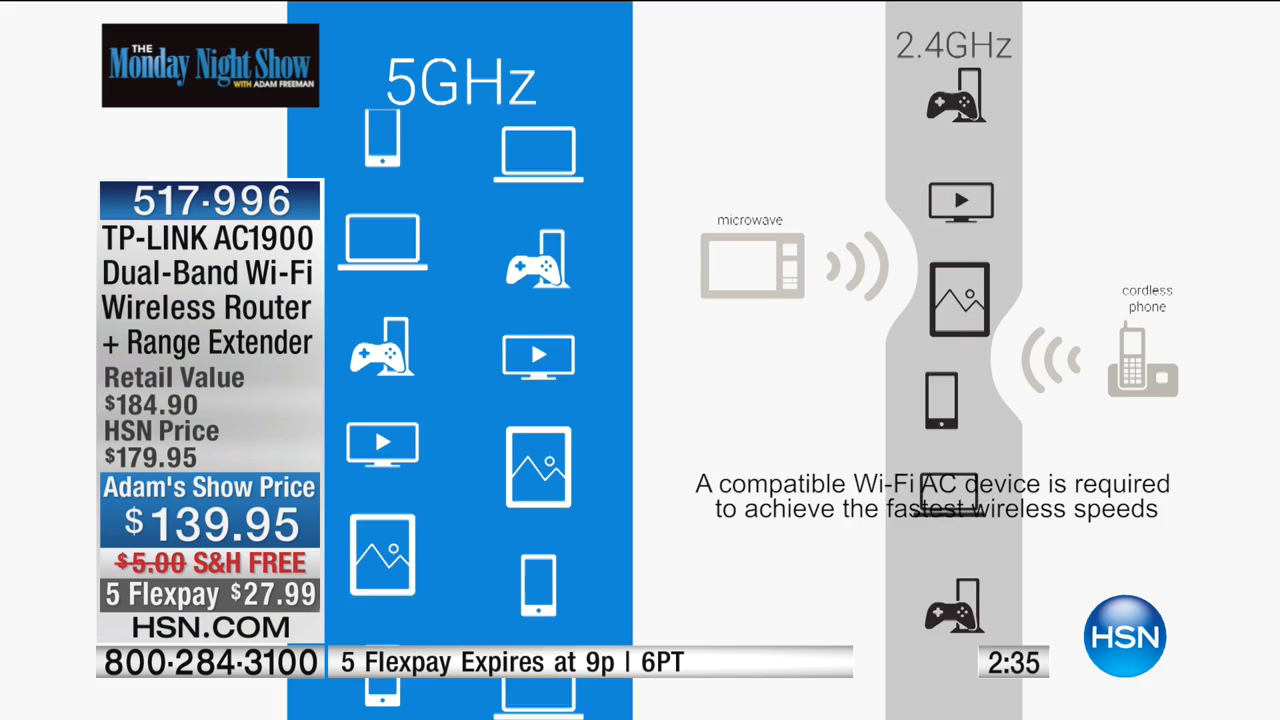 THE
Monday Night Show
WITH ADAM FREEMAN
5GHz
2.4GHz
microwave
cordless
phone
517·996
TP-LINK AC1900
Dual-Band Wi-Fi
Wireless Router
+ Range Extender
Retail Value
$184.90
HSN Price
$179.95
Adam's Show Price
$139.95
$5.00 S&H FREE
5 Flexpay $27.99
HSN.COM
800·284·3100
A compatible Wi-Fi AC device is required
to achieve the fastest wireless speeds
5 Flexpay Expires at 9p | 6PT
2:35
HSN